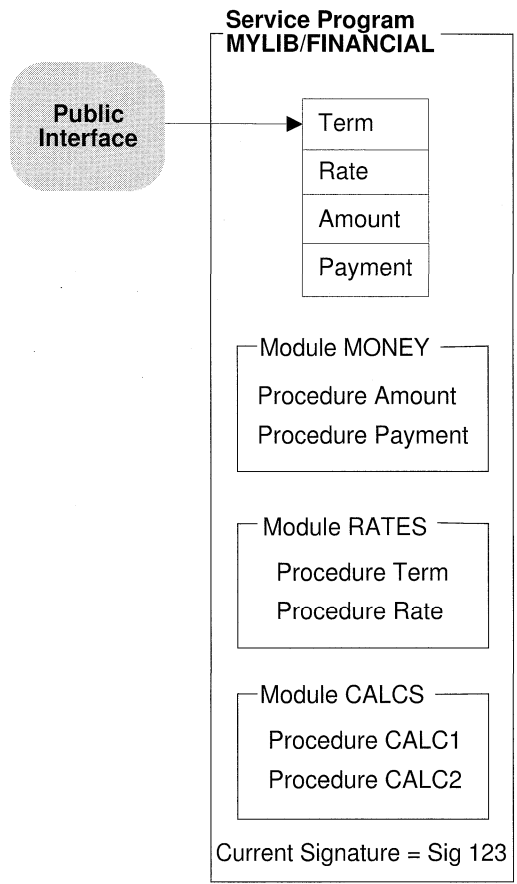 Service Program
MYLIB/FINANCIAL
Public
Interface
Term
Rate
Amount
Payment
Module MONEY
Procedure Amount
Procedure Payment
Module RATES
Procedure Term
Procedure Rate
Module CALCS
Procedure CALC1
Procedure CALC2
Current Signature = Sig 123